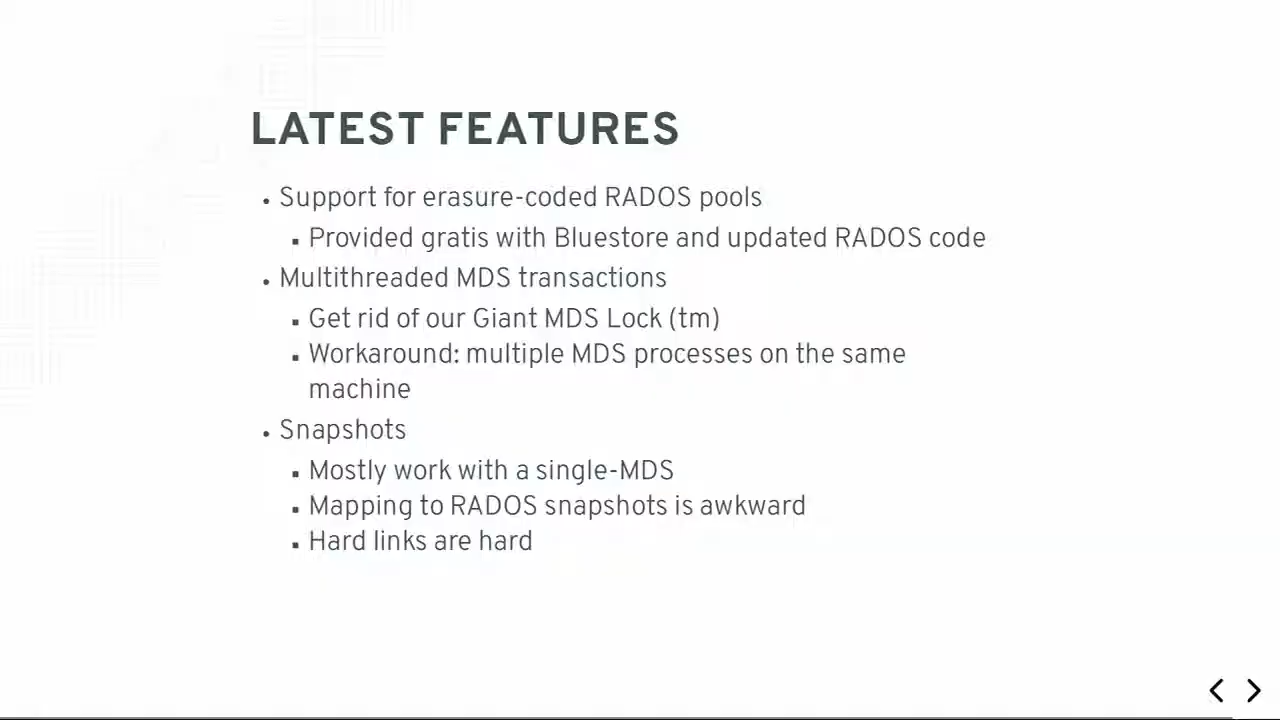 LATEST FEATURES
• Support for erasure-coded RADOS pools
▪ Provided gratis with Bluestore and updated RADOS code
• Multithreaded MDS transactions
▪ Get rid of our Giant MDS Lock (tm)
▪ Workaround: multiple MDS processes on the same
machine
• Snapshots
▪ Mostly work with a single-MDS
▪ Mapping to RADOS snapshots is awkward
▪ Hard links are hard